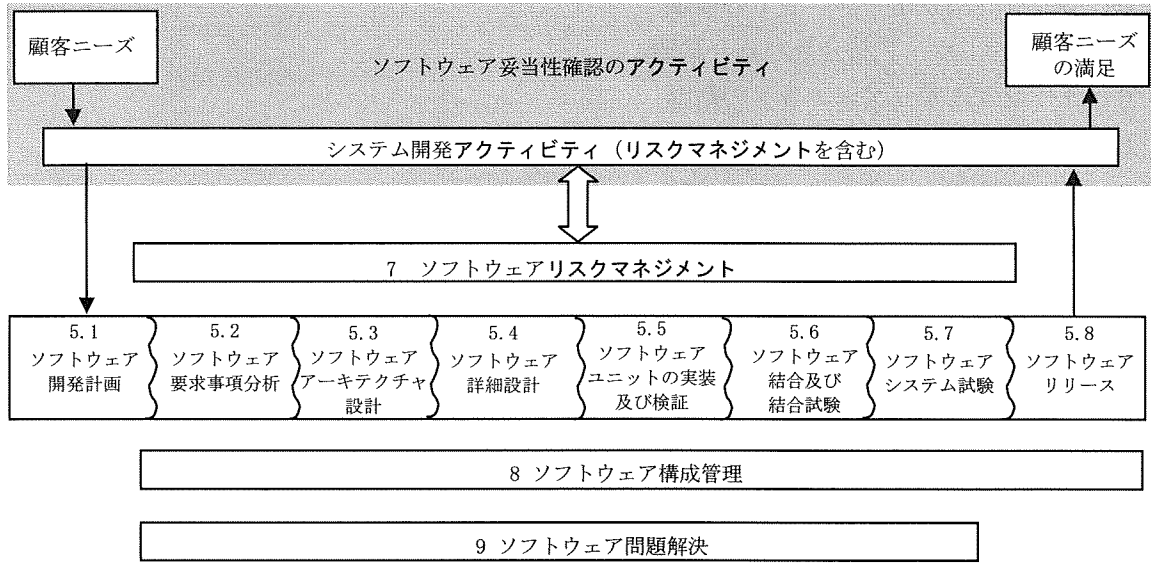 顧客ニーズ
ソフトウェア妥当性確認のアクティビティ
顧客ニーズ
の満足
システム開発アクティビティ（リスクマネジメントを含む）
7 ソフトウェアリスクマネジメント
5.1
ソフトウェア
開発計画
5.2
ソフトウェア
要求事項分析
5.3
ソフトウェア
アーキテクチャ
設計
5.4
ソフトウェア
詳細設計
5.5
ソフトウェア
ユニットの実装
及び検証
5.6
ソフトウェア
結合及び
結合試験
5.7
ソフトウェア
システム試験
5.8
ソフトウェア
リリース
8 ソフトウェア構成管理
9 ソフトウェア問題解決